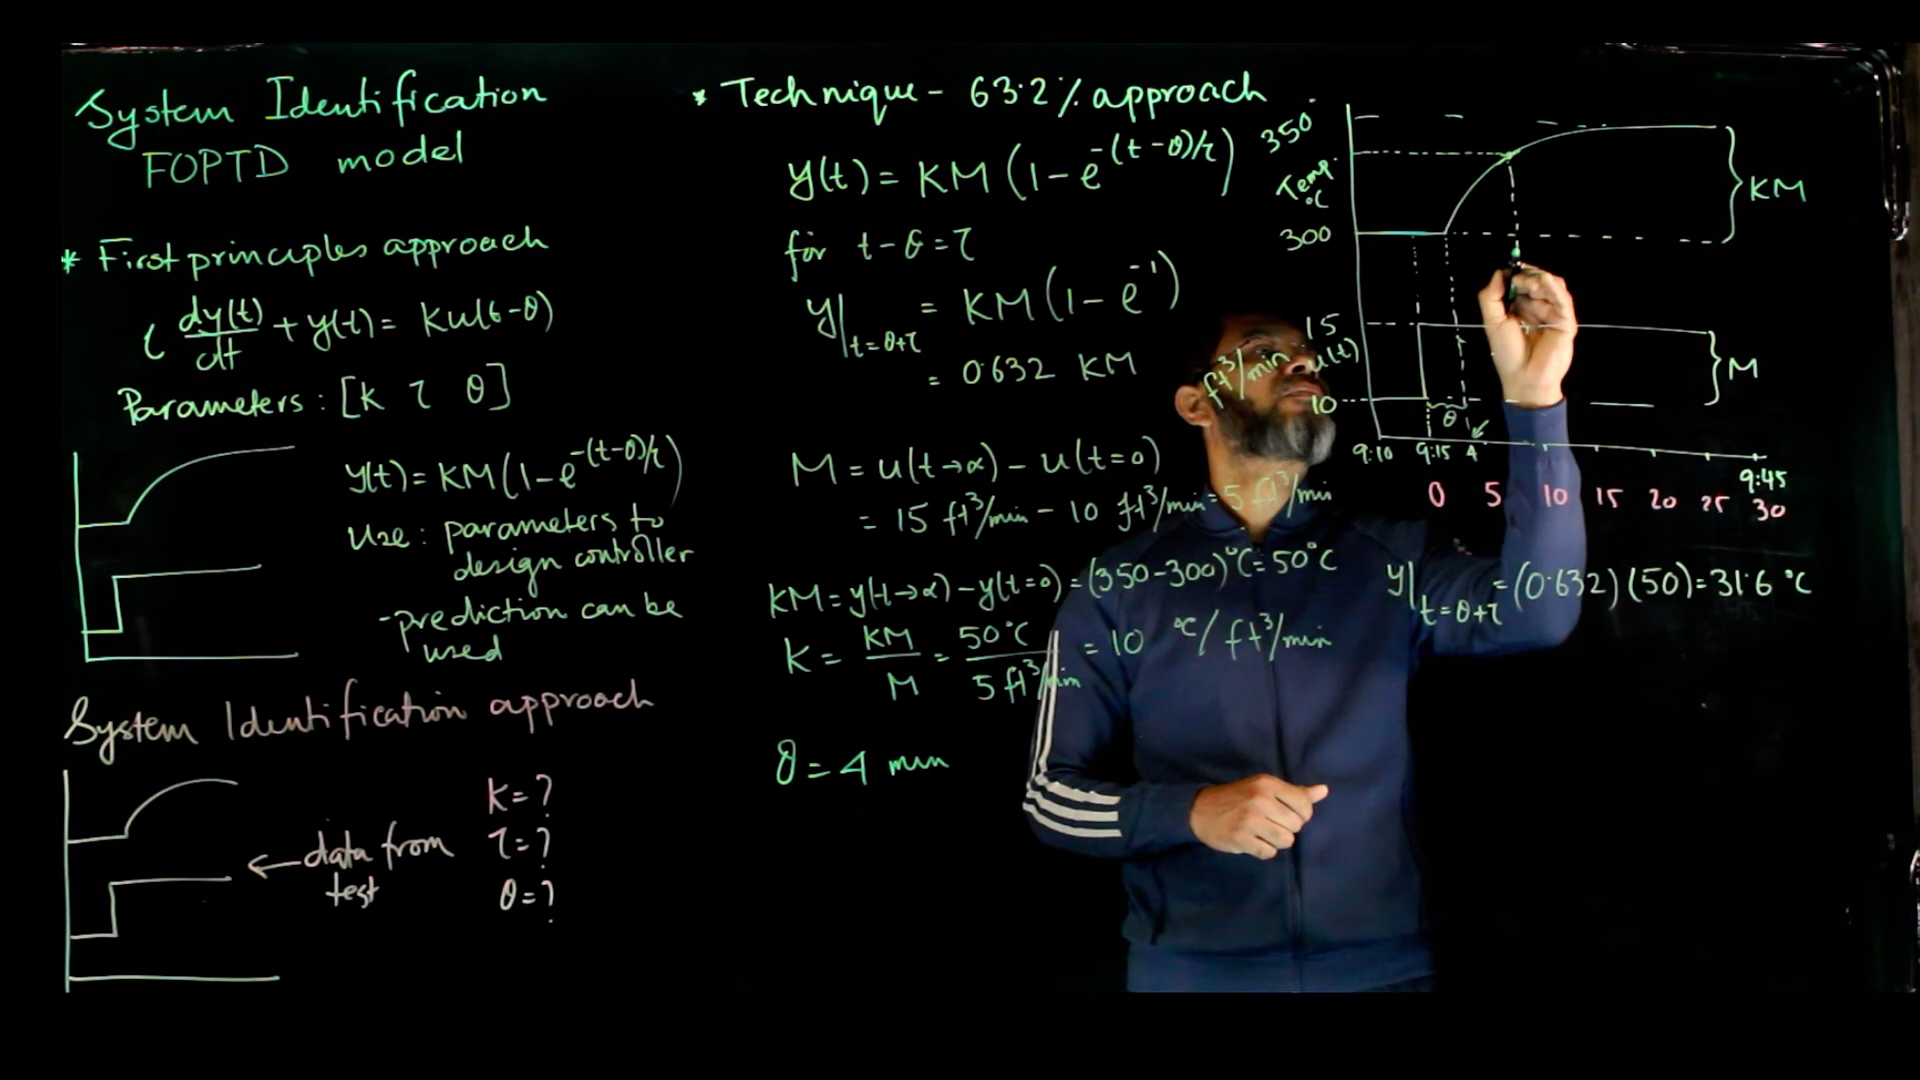 System Identification
FOPTD model
* First principles approach
τ dy(t)/dt + y(t) = Ku(t-θ)
Parameters: [K τ θ]
y(t) = KM(1-e^-(t-θ)/τ)
Use: parameters to
design controller
-prediction can be
used
System Identification approach
data from
test
K=?
τ=?
θ=?
* Technique - 63.2% approach
y(t) = KM (1-e^-(t-θ)/τ)
for t-θ=τ
y|t=θ+τ = KM(1-e^-1)
= 0.632 KM
M = u(t→α) - u(t=0)
= 15 ft³/min - 10 ft³/min = 5 ft³/min
KM = y(t→α) - y(t=0) = (350-300)°C = 50°C
K = KM/M = 50°C / 5 ft³/min = 10 °C/ft³/min
θ = 4 min
350
Temp.
°C
300
KM
15
ft³/min u(t)
10
M
θ
9:10 9:15 4 9:45
0 5 10 15 20 25 30
y|t=θ+τ = (0.632)(50) = 31.6 °C